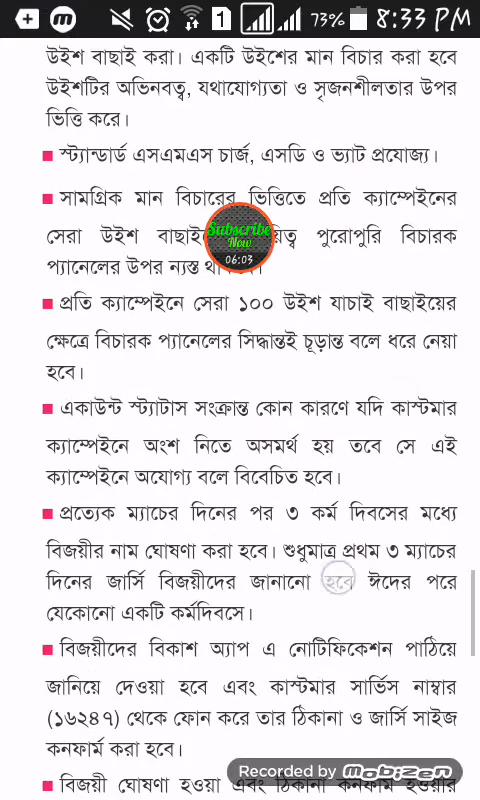 1 73% 8:33 PM
উইশ বাছাই করা। একটি উইশের মান বিচার করা হবে
উইশটির অভিনবত্ব, যথাযোগ্যতা ও সৃজনশীলতার উপর
ভিত্তি করে।
■ স্ট্যান্ডার্ড এসএমএস চার্জ, এসডি ও ভ্যাট প্রযোজ্য।
■ সামগ্রিক মান বিচারের ভিত্তিতে প্রতি ক্যাম্পেইনের
সেরা উইশ পুরোপুরি বিচারক
প্যানেলের উপর ন্যস্ত
Subscribe
Now
06:03
■ প্রতি ক্যাম্পেইনে সেরা ১০০ উইশ যাচাই বাছাইয়ের
ক্ষেত্রে বিচারক প্যানেলের সিদ্ধান্তই চূড়ান্ত বলে ধরে নেয়া
হবে।
■ একাউন্ট স্ট্যাটাস সংক্রান্ত কোন কারণে যদি কাস্টমার
ক্যাম্পেইনে অংশ নিতে অসমর্থ হয় তবে সে এই
ক্যাম্পেইনে অযোগ্য বলে বিবেচিত হবে।
■ প্রত্যেক ম্যাচের দিনের পর ৩ কর্ম দিবসের মধ্যে
বিজয়ীর নাম ঘোষণা করা হবে। শুধুমাত্র প্রথম ৩ ম্যাচের
দিনের জার্সি বিজয়ীদের জানানো হবে ঈদের পরে
যেকোনো একটি কর্মদিবসে।
■ বিজয়ীদের বিকাশ অ্যাপ এ নোটিফিকেশন পাঠিয়ে
জানিয়ে দেওয়া হবে এবং কাস্টমার সার্ভিস নাম্বার
(১৬২৪৭) থেকে ফোন করে তার ঠিকানা ও জার্সি সাইজ
কনফার্ম করা হবে।
■ বিজয়ী ঘোষণা হওয়া এবং ঠিকানা কনফার্ম হওয়ার
Recorded by Mobizen